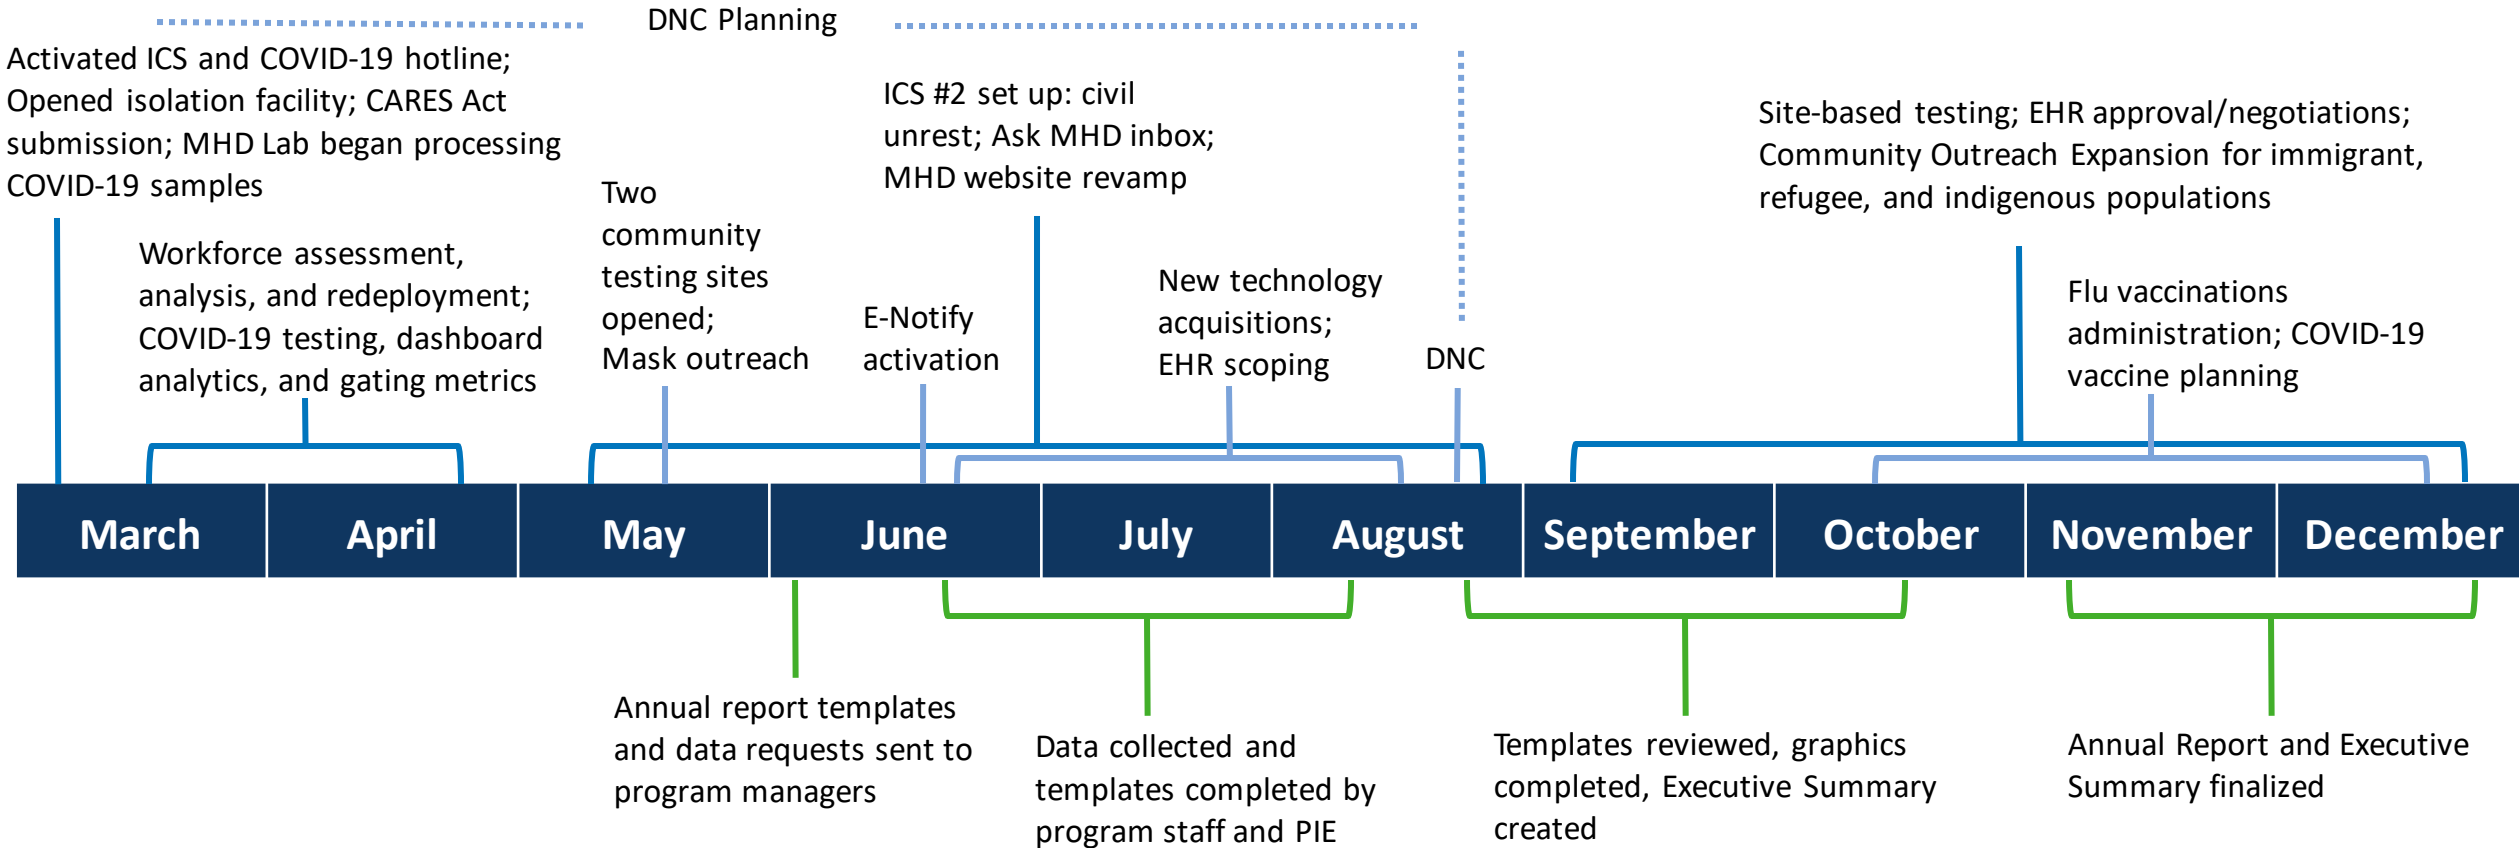 DNC Planning
Activated ICS and COVID-19 hotline;
Opened isolation facility; CARES Act
submission; MHD Lab began processing
COVID-19 samples
Workforce assessment,
analysis, and redeployment;
COVID-19 testing, dashboard
analytics, and gating metrics
Two
community
testing sites
opened;
Mask outreach
ICS #2 set up: civil
unrest; Ask MHD inbox;
MHD website revamp
E-Notify
activation
New technology
acquisitions;
EHR scoping
DNC
Site-based testing; EHR approval/negotiations;
Community Outreach Expansion for immigrant,
refugee, and indigenous populations
Flu vaccinations
administration; COVID-19
vaccine planning
March
April
May
June
July
August
September
October
November
December
Annual report templates
and data requests sent to
program managers
Data collected and
templates completed by
program staff and PIE
Templates reviewed, graphics
completed, Executive Summary
created
Annual Report and Executive
Summary finalized